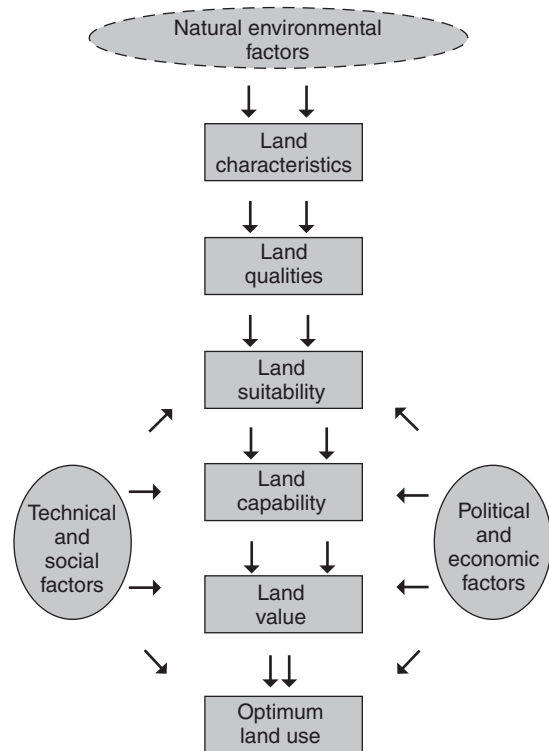 Natural environmental
factors
Land
characteristics
Land
qualities
Land
suitability
Land
capability
Technical
and
social
factors
Political
and
economic
factors
Land
value
Optimum
land use